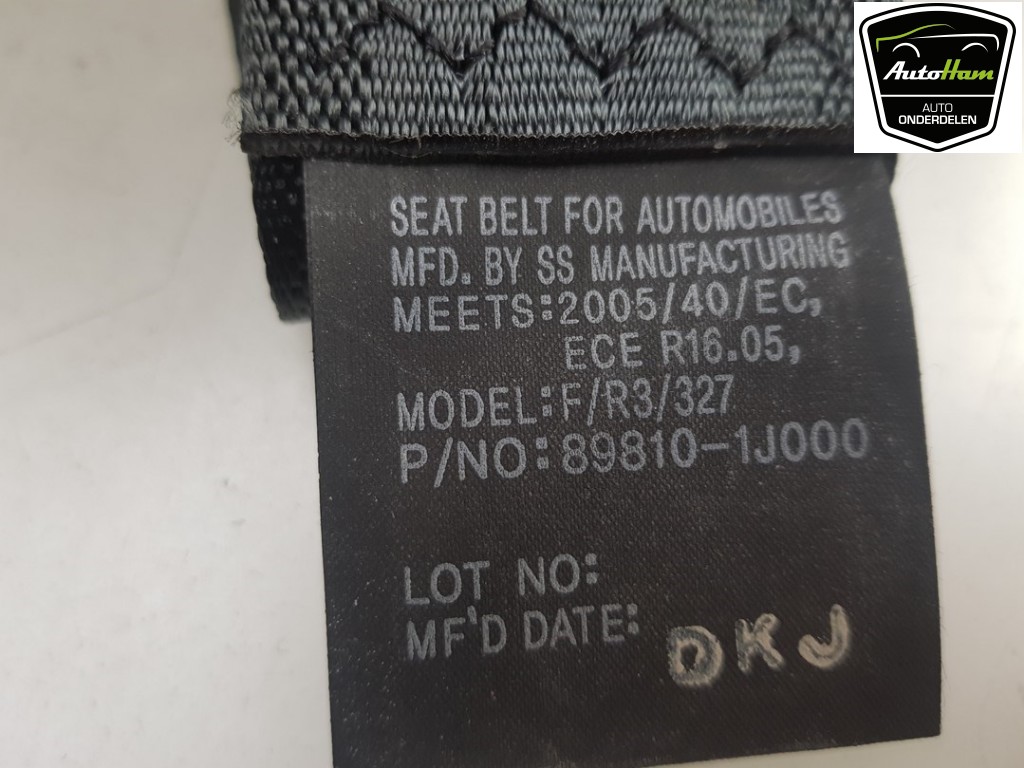 AutoHam
AUTO
ONDERDELEN
SEAT BELT FOR AUTOMOBILES
MFD. BY SS MANUFACTURING
MEETS:2005/40/EC,
ECE R16.05,
MODEL:F/R3/327
P/NO:89810-1J000
LOT NO:
MF'D DATE:
DKJ